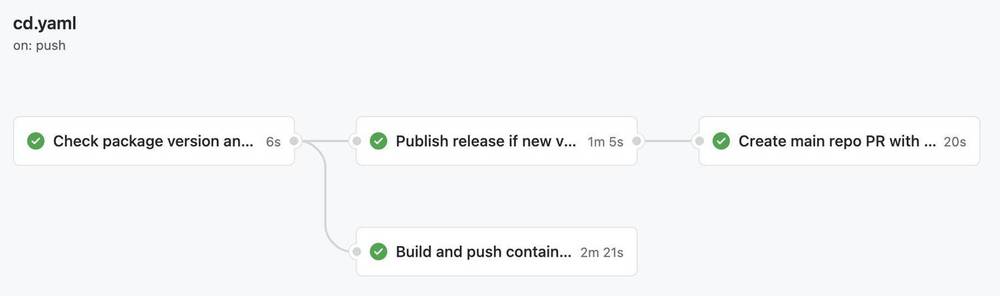 cd.yaml
on: push
Check package version an... 6s
Publish release if new v... 1m 5s
Create main repo PR with ... 20s
Build and push contain... 2m 21s